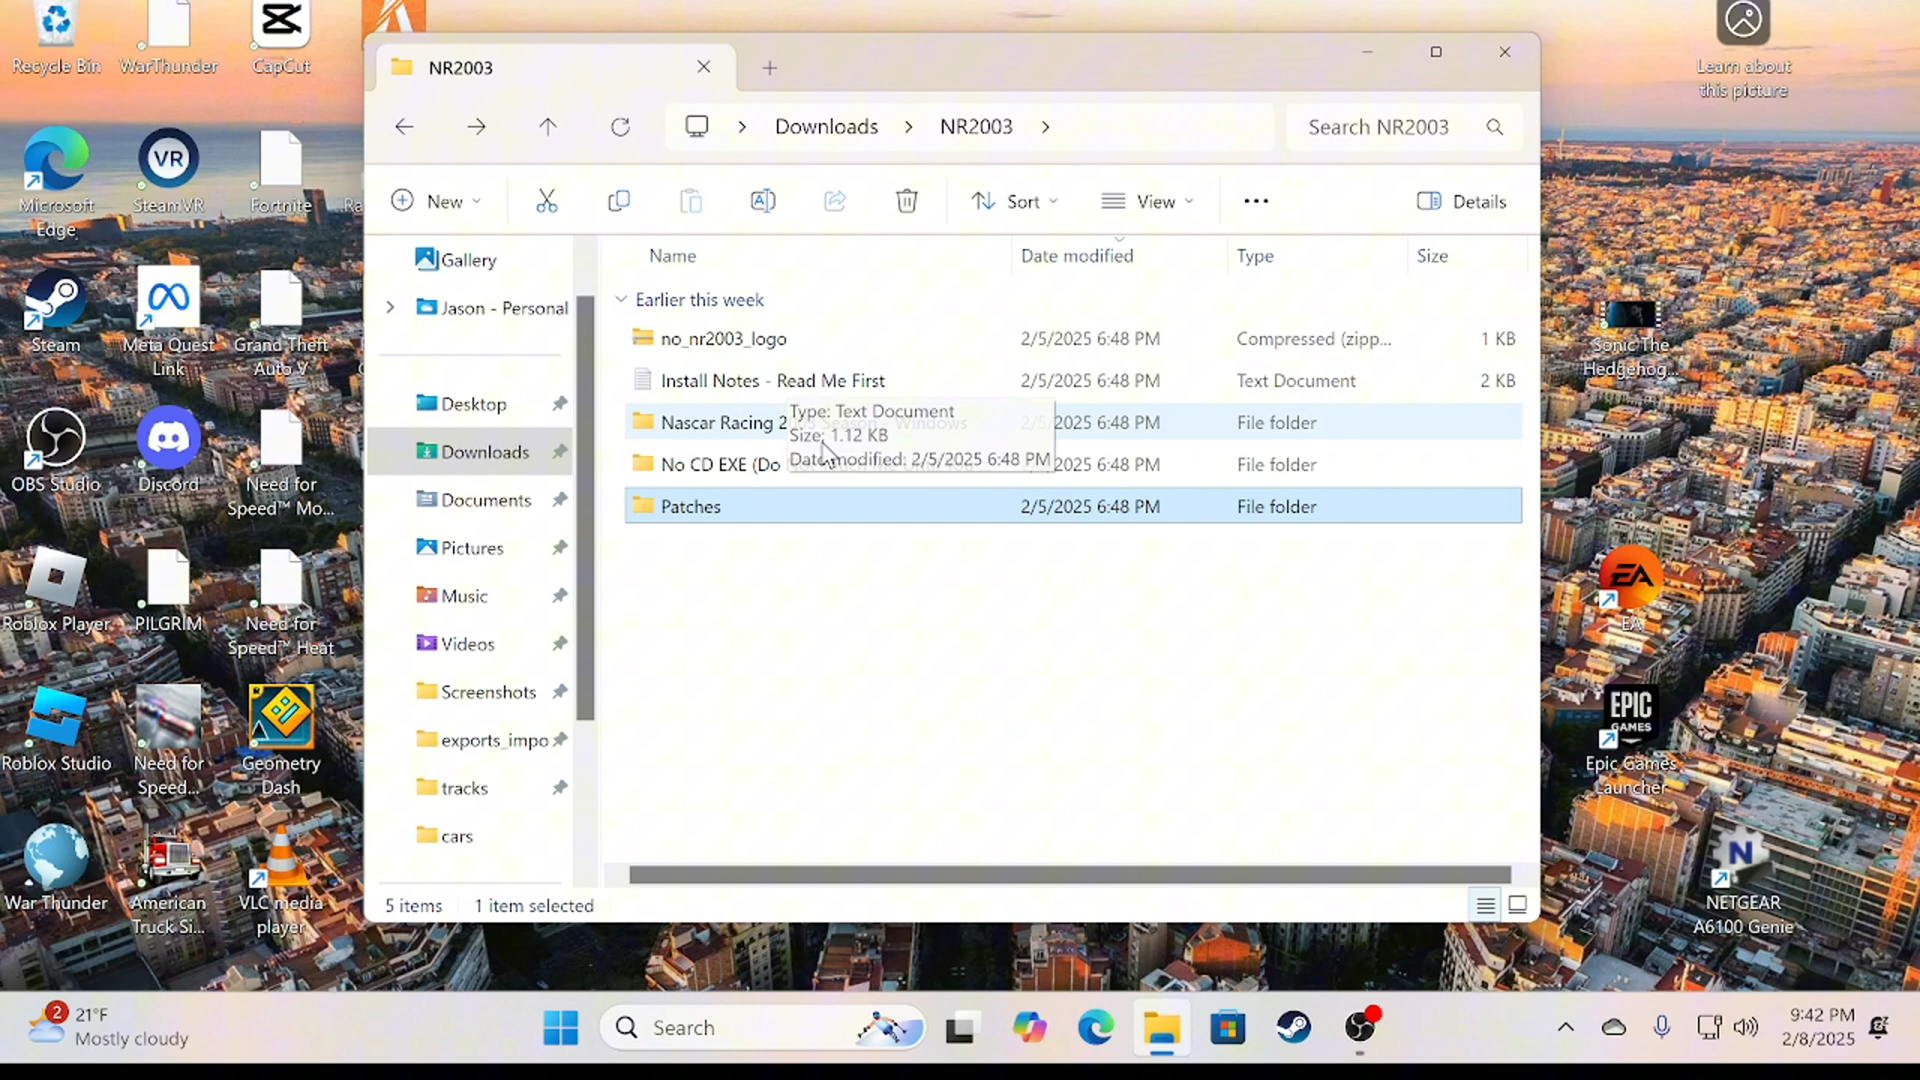 Recycle Bin
WarThunder
CapCut
Learn about
this picture
NR2003
Downloads
NR2003
Search NR2003
New
Sort
View
Details
Microsoft
Edge
VR
SteamVR
Fortnite
Ra
Gallery
Jason - Personal
Desktop
Downloads
Documents
Pictures
Music
Videos
Screenshots
exports_impo
tracks
cars
Name
Date modified
Type
Size
Earlier this week
no_nr2003_logo
2/5/2025 6:48 PM
Compressed (zipp...
1 KB
Install Notes - Read Me First
2/5/2025 6:48 PM
Text Document
2 KB
Nascar Racing 2
Season - Windows
2/5/2025 6:48 PM
File folder
Type: Text Document
Size: 1.12 KB
Date modified: 2/5/2025 6:48 PM
No CD EXE (Do
2025 6:48 PM
File folder
Patches
2/5/2025 6:48 PM
File folder
5 items
1 item selected
Steam
Meta Quest
Link
Grand Theft
Auto V
OBS Studio
Discord
Need for
Speed™ Mo...
Roblox Player
PILGRIM
Need for
Speed™ Heat
Roblox Studio
Need for
Speed...
Geometry
Dash
War Thunder
American
Truck Si...
VLC media
player
Sonic The
Hedgehog...
EA
EA
EPIC
GAMES
Epic Games
Launcher
N
NETGEAR
A6100 Genie
2
21°F
Mostly cloudy
Search
9:42 PM
2/8/2025